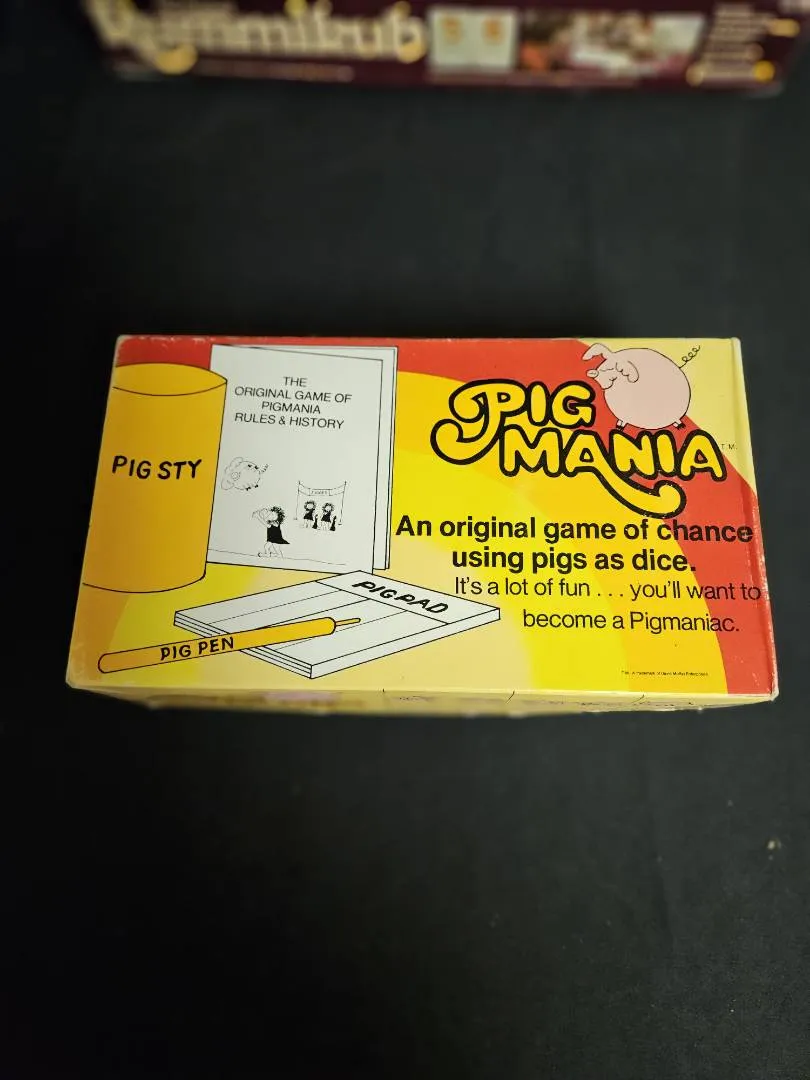 Rummikub
PIG STY
THE
ORIGINAL GAME OF
PIGMANIA
RULES & HISTORY
PIG PAD
PIG PEN
PIG
MANIA
T.M.
An original game of chance
using pigs as dice.
It's a lot of fun . . . you'll want to
become a Pigmaniac.